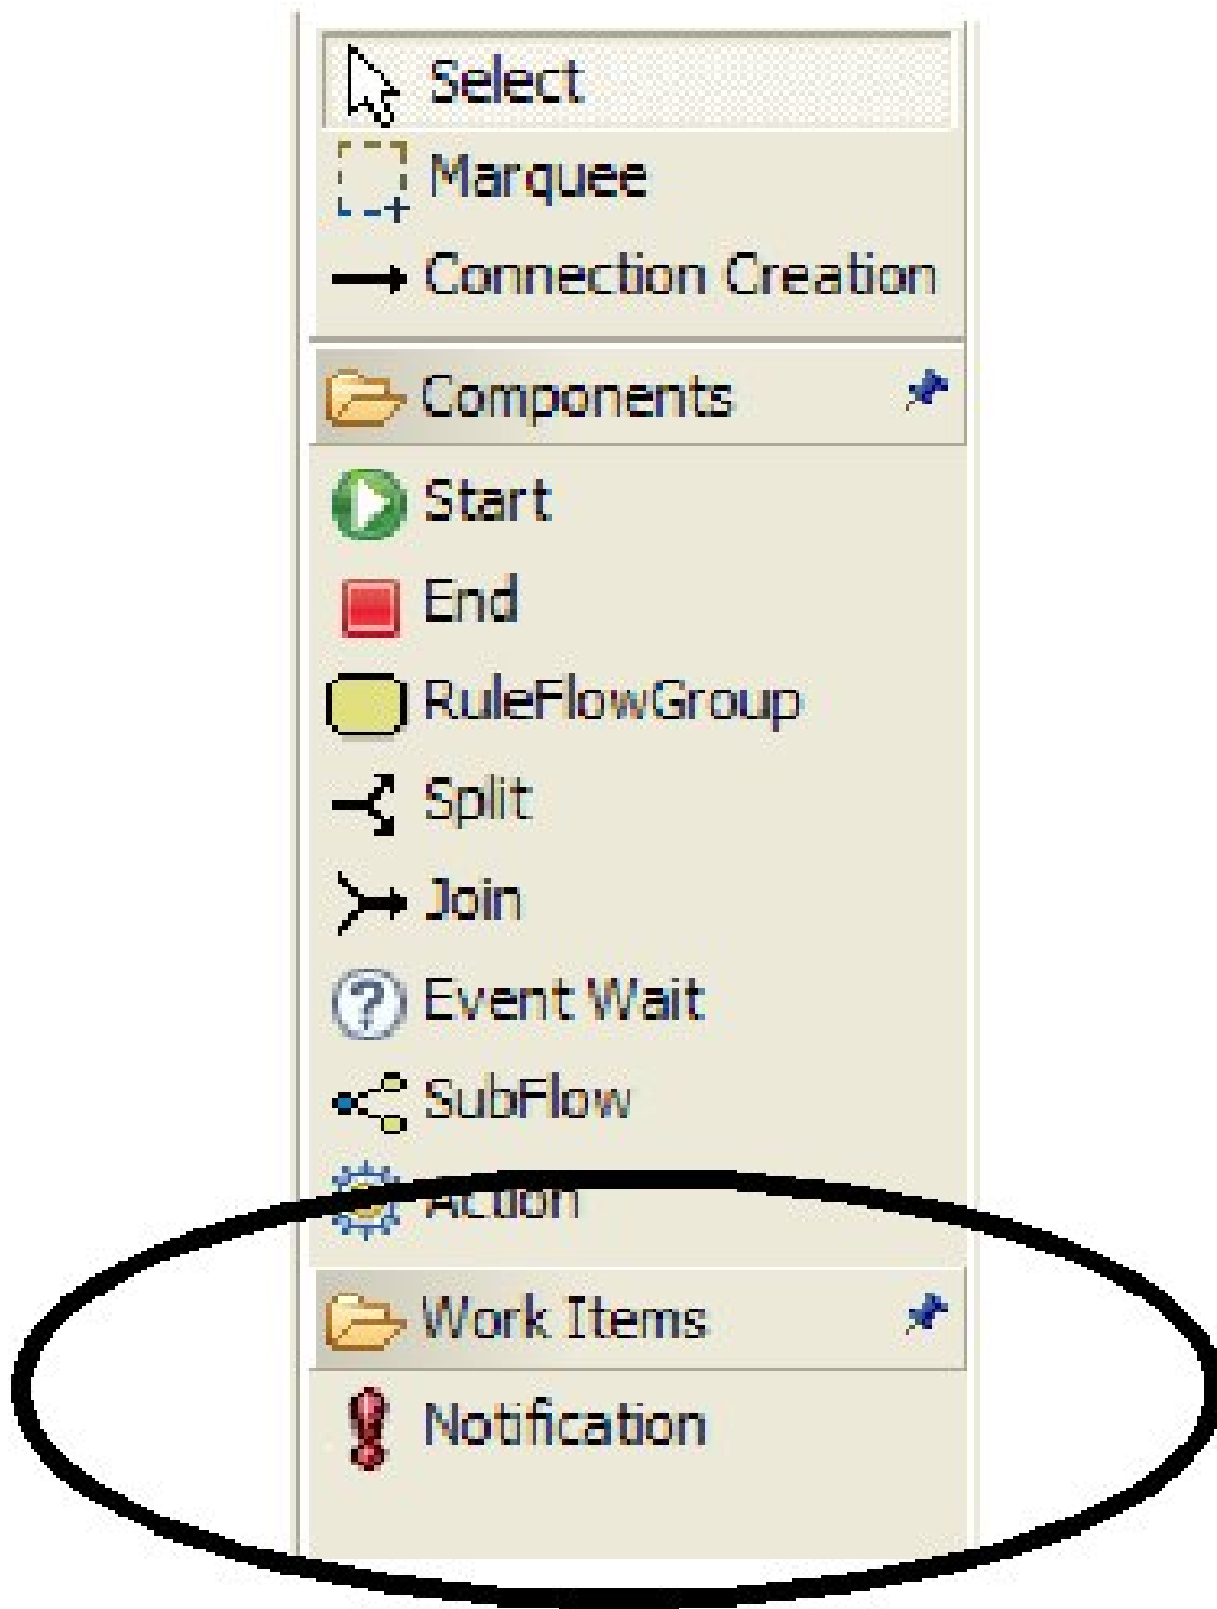 Select
Marquee
Connection Creation
Components
Start
End
RuleFlowGroup
Split
Join
Event Wait
SubFlow
Action
Work Items
Notification